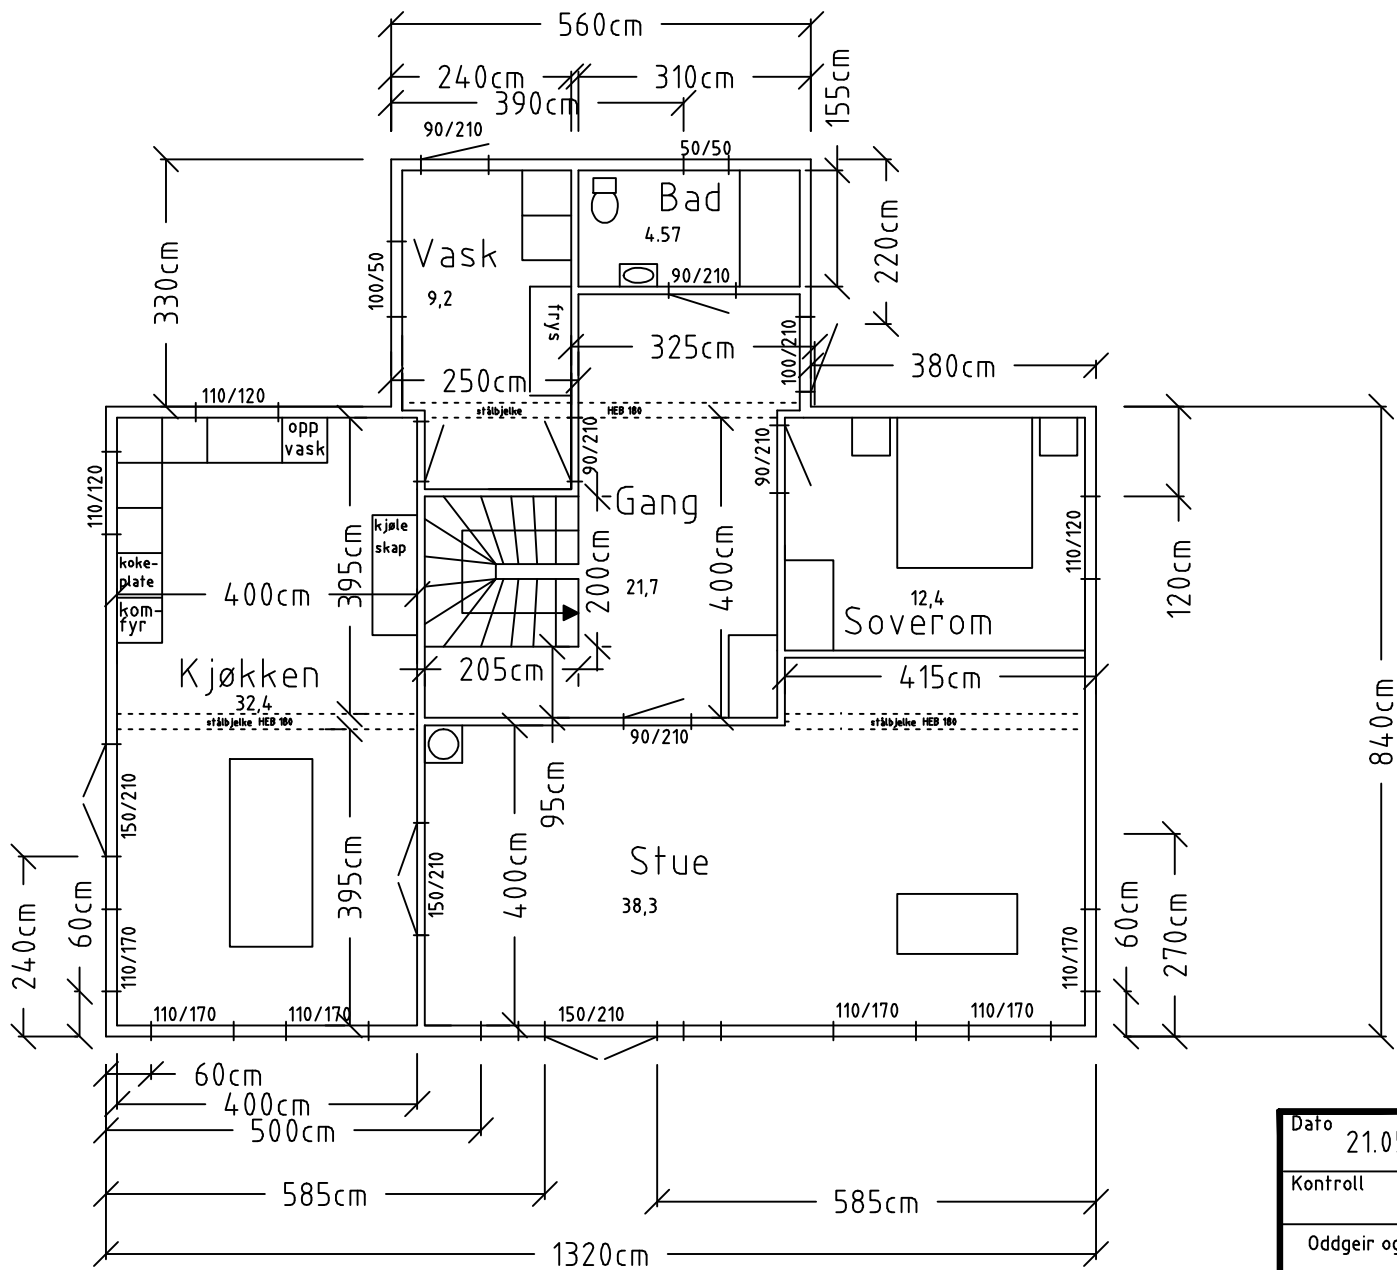 560cm
240cm
310cm
390cm
155cm
90/210
50/50
Bad
4.57
90/210
Vask
9,2
100/50
330cm
220cm
frys
325cm
100/210
380cm
250cm
110/120
stålbjelke
HEB 180
opp
vask
110/120
90/210
90/210
Gang
21,7
kjøle
skap
395cm
200cm
400cm
koke-
plate
kom-
fyr
400cm
110/120
120cm
12,4
Soverom
Kjøkken
32,4
205cm
415cm
stålbjelke HEB 180
stålbjelke HEB 180
90/210
840cm
150/210
95cm
395cm
150/210
400cm
Stue
38,3
240cm
60cm
110/170
110/170
60cm
270cm
110/170
110/170
150/210
110/170
110/170
60cm
400cm
500cm
585cm
585cm
1320cm
Dato
Kontroll
Oddgeir